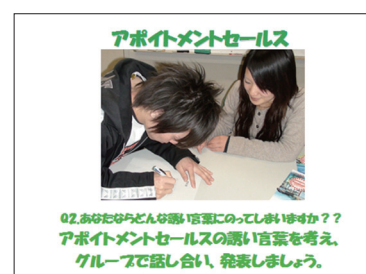 アポイトメントセールス
Q2,あなたならどんな誘い言葉にのってしまいますか??
アポイトメントセールスの誘い言葉を考え、
グループで話し合い、発表しましょう。